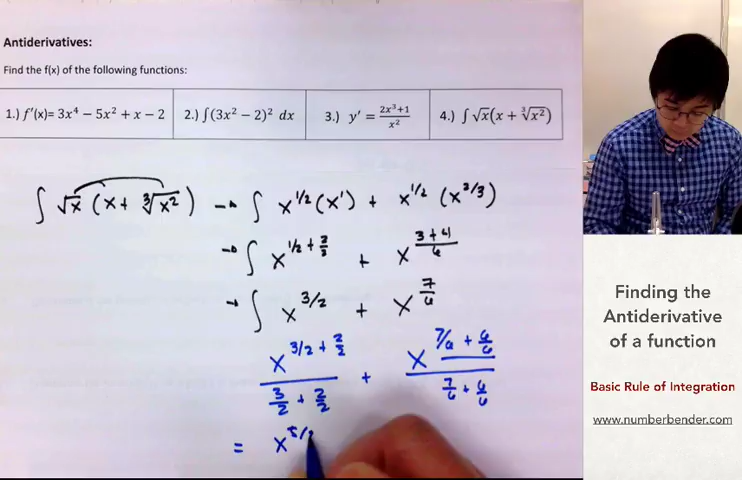 Antiderivatives:
Find the f(x) of the following functions:
1.) f'(x)= 3x⁴ − 5x² + x − 2
2.) ∫(3x² − 2)² dx
3.) y' = (2x³+1)/x²
4.) ∫√x(x + ∛x²)
∫ √x (x + ∛x²) → ∫ x^(1/2) (x¹) + x^(1/2) (x^(2/3))
→ ∫ x^(1/2 + 2/2) + x^((3+4)/6)
→ ∫ x^(3/2) + x^(7/6)
x^(3/2 + 2/2)/(3/2 + 2/2) + x^(7/6 + 6/6)/(7/6 + 6/6)
= x^(5/
Finding the
Antiderivative
of a function
Basic Rule of Integration
www.numberbender.com